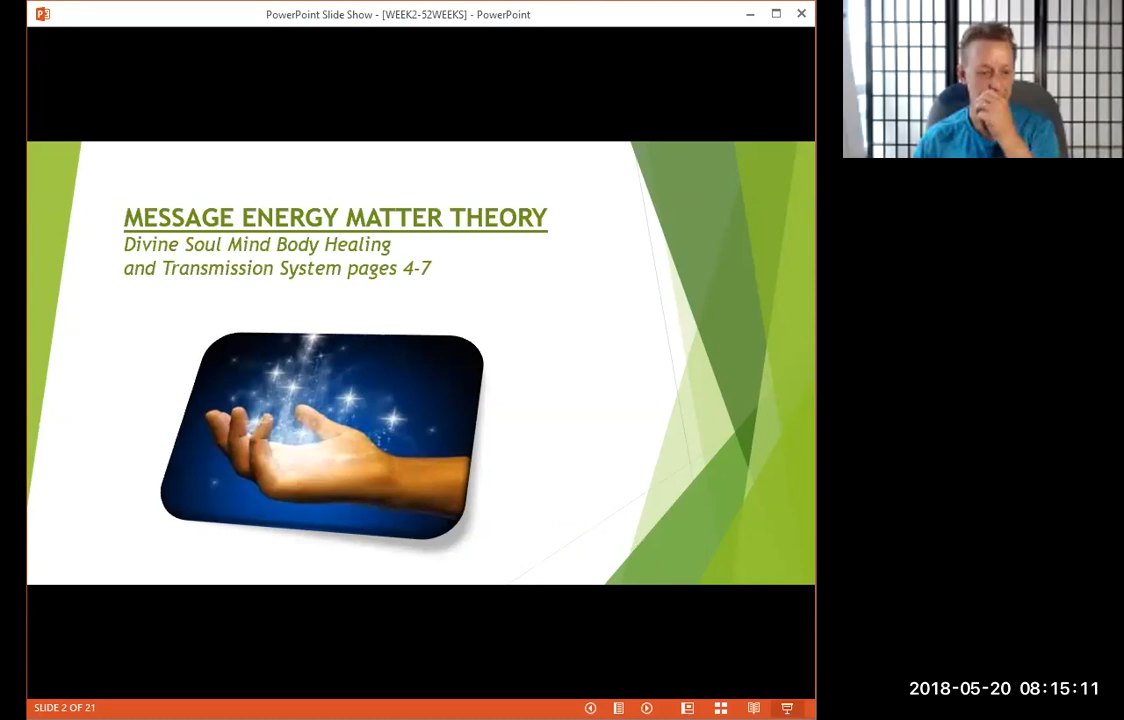 PowerPoint Slide Show - [WEEK2-52WEEKS] - PowerPoint
MESSAGE ENERGY MATTER THEORY
Divine Soul Mind Body Healing
and Transmission System pages 4-7
2018-05-20 08:15:11
SLIDE 2 OF 21